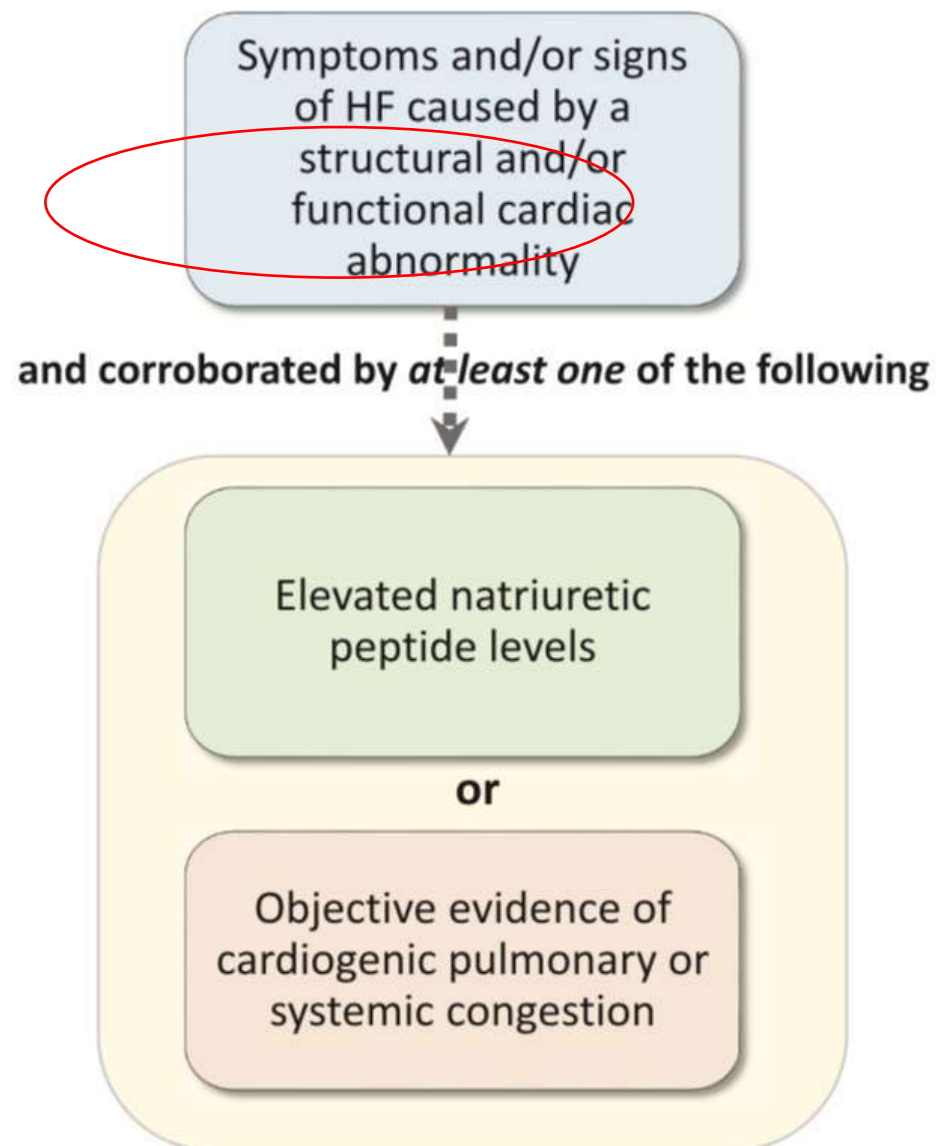 Symptoms and/or signs
of HF caused by a
structural and/or
functional cardiac
abnormality
and corroborated by at least one of the following
Elevated natriuretic
peptide levels
or
Objective evidence of
cardiogenic pulmonary or
systemic congestion